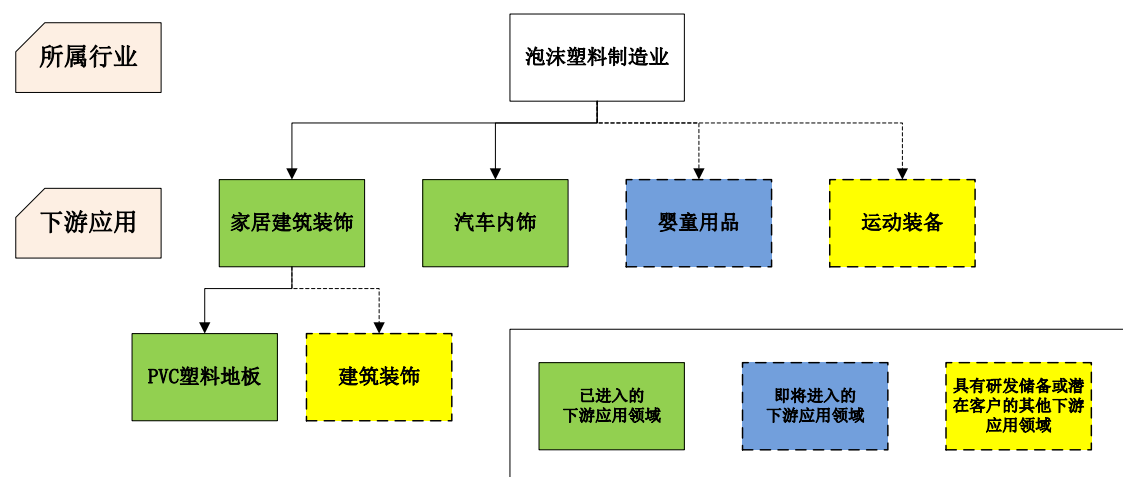 所属行业
泡沫塑料制造业
下游应用
家居建筑装饰
汽车内饰
婴童用品
运动装备
PVC塑料地板
建筑装饰
已进入的
下游应用领域
即将进入的
下游应用领域
具有研发储备或潜
在客户的其他下游
应用领域